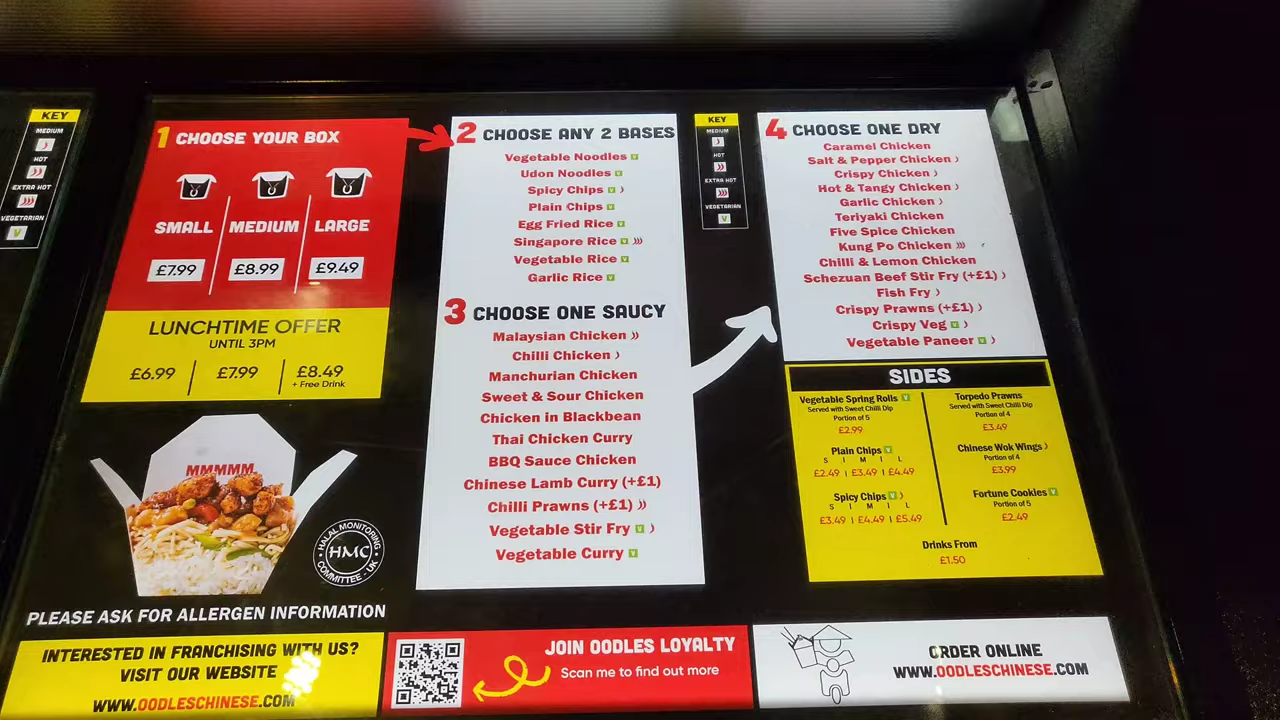 KEY
MEDIUM
HOT
EXTRA HOT
VEGETARIAN
V
1 CHOOSE YOUR BOX
SMALL
MEDIUM
LARGE
£7.99
£8.99
£9.49
LUNCHTIME OFFER
UNTIL 3PM
£6.99
£7.99
£8.49
+ Free Drink
MMMMM
HALAL MONITORING
HMC
COMMITTEE - UK
PLEASE ASK FOR ALLERGEN INFORMATION
INTERESTED IN FRANCHISING WITH US?
VISIT OUR WEBSITE
WWW.OODLESCHINESE.COM
2 CHOOSE ANY 2 BASES
Vegetable Noodles V
Udon Noodles V
Spicy Chips V
Plain Chips V
Egg Fried Rice V
Singapore Rice V
Vegetable Rice V
Garlic Rice V
3 CHOOSE ONE SAUCY
Malaysian Chicken
Chilli Chicken
Manchurian Chicken
Sweet & Sour Chicken
Chicken in Blackbean
Thai Chicken Curry
BBQ Sauce Chicken
Chinese Lamb Curry (+£1)
Chilli Prawns (+£1)
Vegetable Stir Fry V
Vegetable Curry V
JOIN OODLES LOYALTY
Scan me to find out more
KEY
MEDIUM
HOT
EXTRA HOT
VEGETARIAN
V
4 CHOOSE ONE DRY
Caramel Chicken
Salt & Pepper Chicken
Crispy Chicken
Hot & Tangy Chicken
Garlic Chicken
Teriyaki Chicken
Five Spice Chicken
Kung Po Chicken
Chilli & Lemon Chicken
Schezuan Beef Stir Fry (+£1)
Fish Fry
Crispy Prawns (+£1)
Crispy Veg V
Vegetable Paneer V
SIDES
Vegetable Spring Rolls V
Served with Sweet Chilli Dip
Portion of 5
£2.99
Plain Chips V
S | M | L
£2.49 | £3.49 | £4.49
Spicy Chips V
S | M | L
£3.49 | £4.49 | £5.49
Torpedo Prawns
Served with Sweet Chilli Dip
Portion of 4
£3.49
Chinese Wok Wings
Portion of 4
£3.99
Fortune Cookies V
Portion of 5
£2.49
Drinks From
£1.50
ORDER ONLINE
WWW.OODLESCHINESE.COM